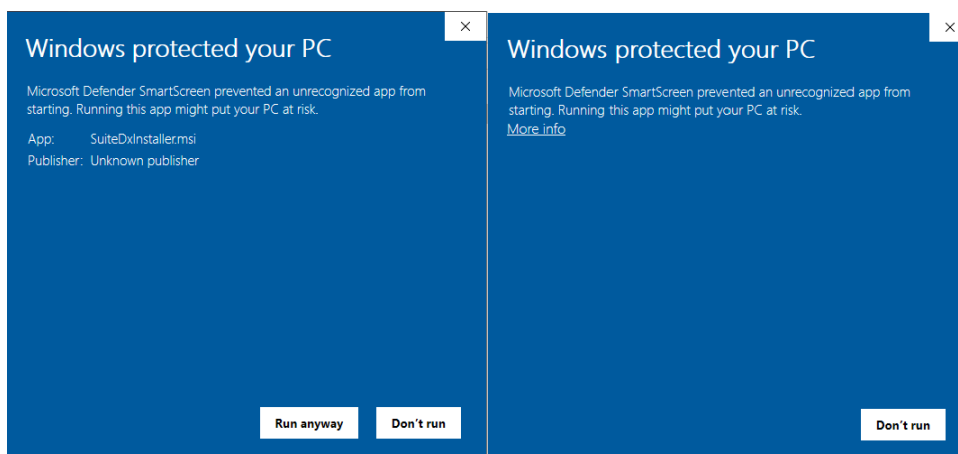 Windows protected your PC
Microsoft Defender SmartScreen prevented an unrecognized app from
starting. Running this app might put your PC at risk.
App: SuiteDxInstaller.msi
Publisher: Unknown publisher
Run anyway
Don't run
Windows protected your PC
Microsoft Defender SmartScreen prevented an unrecognized app from
starting. Running this app might put your PC at risk.
More info
Don't run